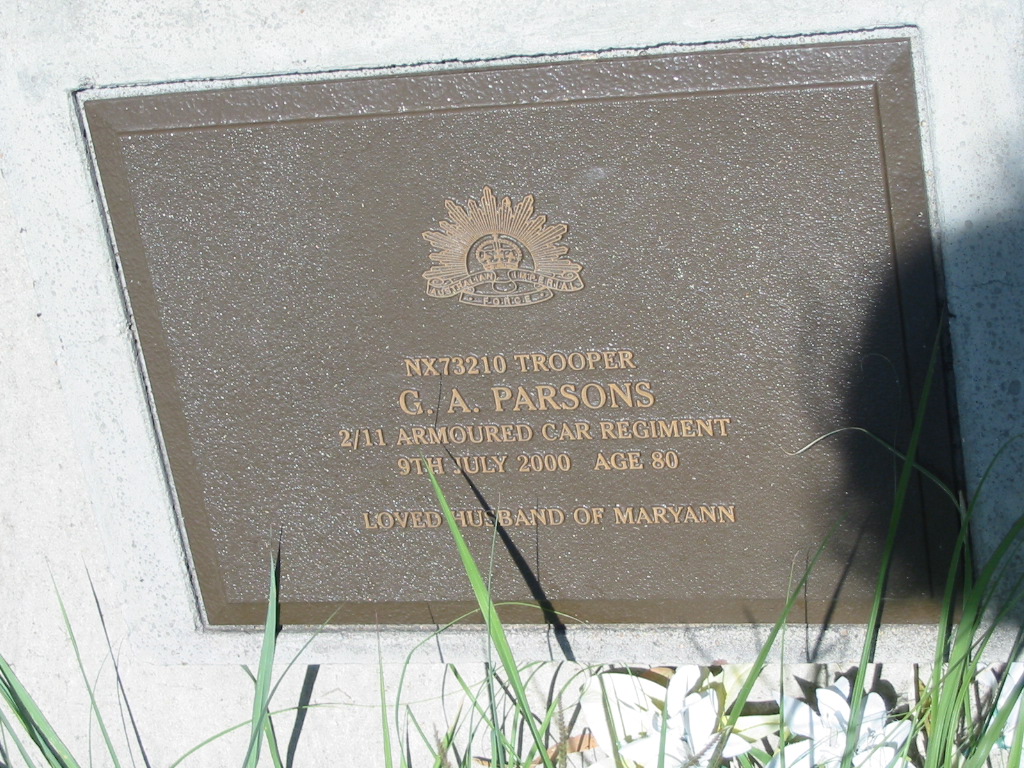 AUSTRALIAN IMPERIAL
FORCE
NX73210 TROOPER
G. A. PARSONS
2/11 ARMOURED CAR REGIMENT
9TH JULY 2000 AGE 80
LOVED HUSBAND OF MARYANN